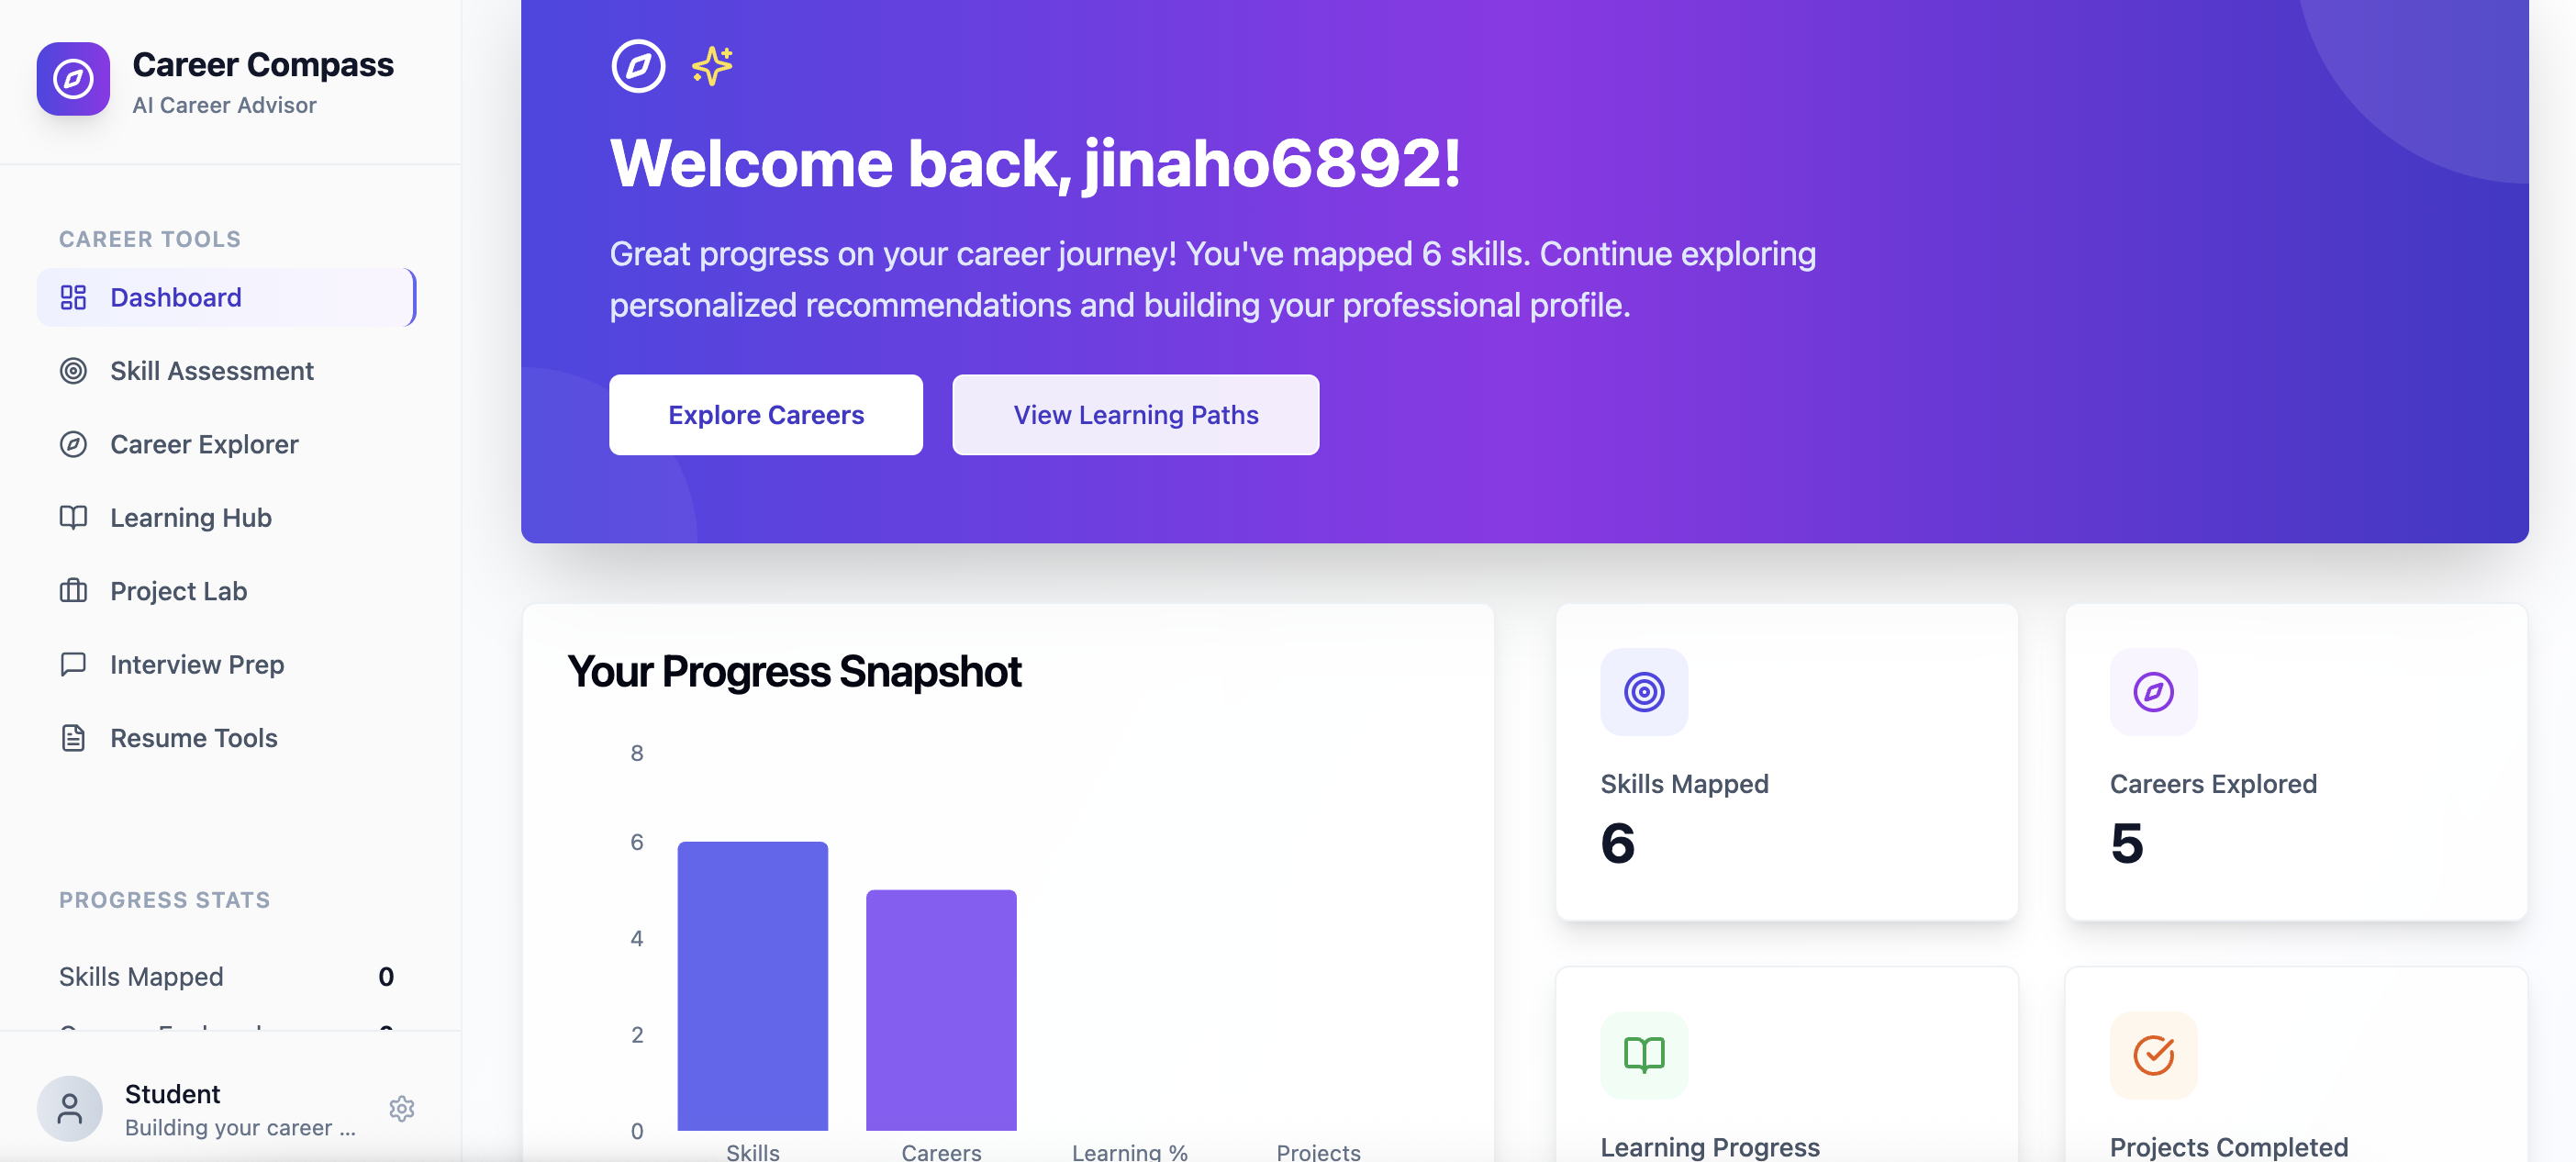 Career Compass
AI Career Advisor
CAREER TOOLS
Dashboard
Skill Assessment
Career Explorer
Learning Hub
Project Lab
Interview Prep
Resume Tools
PROGRESS STATS
Skills Mapped 0
Student
Building your career ...
Welcome back, jinaho6892!
Great progress on your career journey! You've mapped 6 skills. Continue exploring
personalized recommendations and building your professional profile.
Explore Careers
View Learning Paths
Your Progress Snapshot
8
6
4
2
0
Skills Careers Learning % Projects
Skills Mapped
6
Careers Explored
5
Learning Progress
Projects Completed